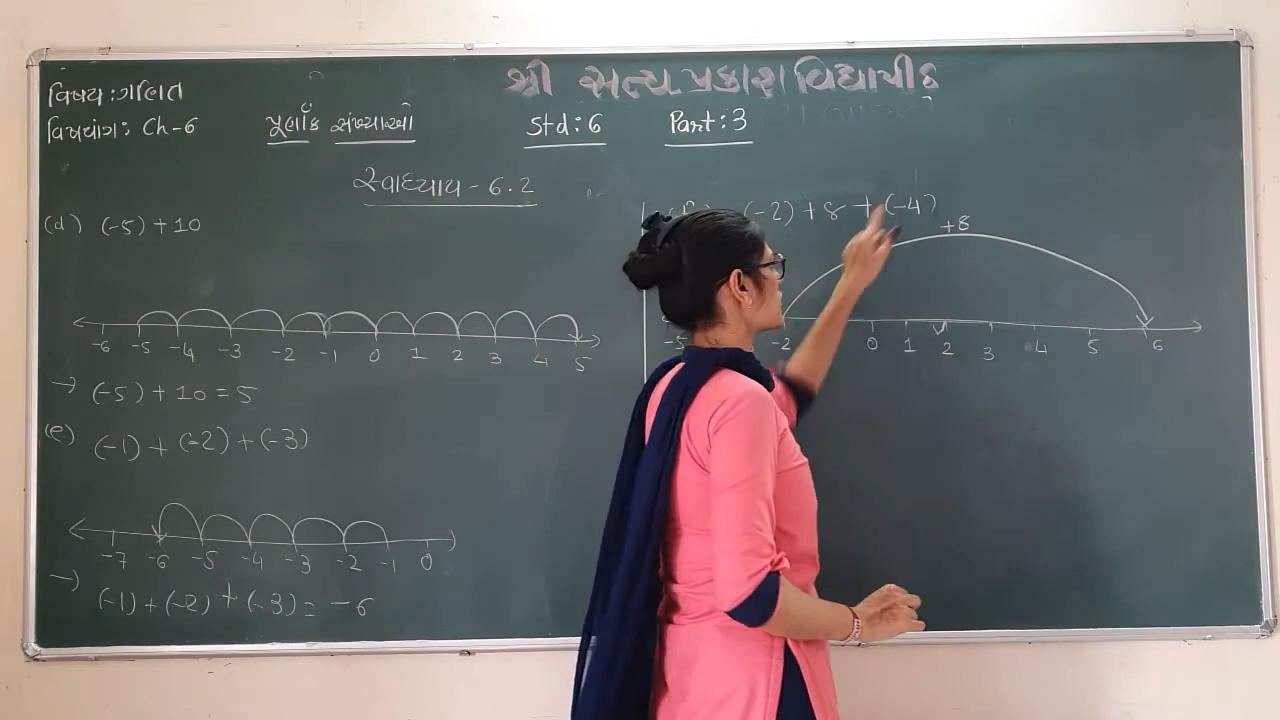 શ્રી સત્ય પ્રકાશ વિદ્યાપીઠ
વિષય : ગણિત
વિષયાંગ : Ch-6 પૂર્ણાંક સંખ્યાઓ Std : 6 Part : 3
સ્વાધ્યાય - 6.2
(d) (-5) + 10
-6 -5 -4 -3 -2 -1 0 1 2 3 4 5
→ (-5) + 10 = 5
(e) (-1) + (-2) + (-3)
-7 -6 -5 -4 -3 -2 -1 0
→ (-1) + (-2) + (-3) = -6
(-2) + 8 + (-4)
+8
-5 -2 0 1 2 3 4 5 6